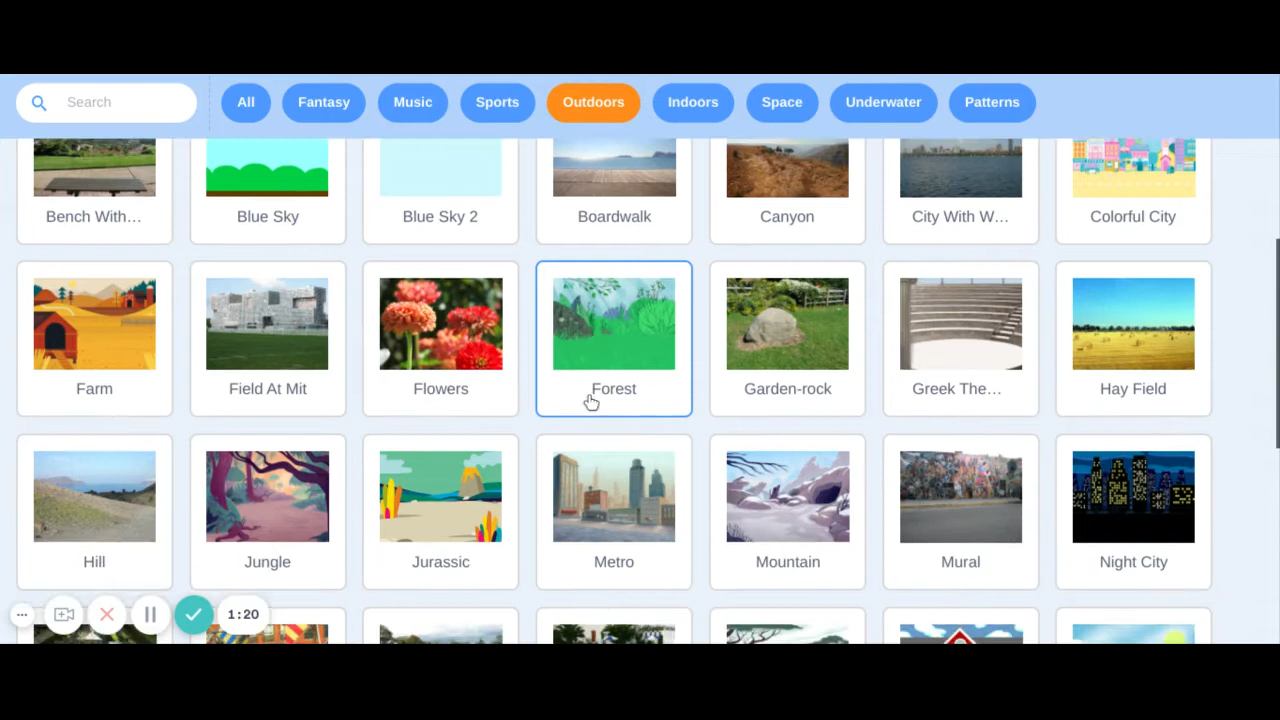 Search
All
Fantasy
Music
Sports
Outdoors
Indoors
Space
Underwater
Patterns
Bench With…
Blue Sky
Blue Sky 2
Boardwalk
Canyon
City With W…
Colorful City
Farm
Field At Mit
Flowers
Forest
Garden-rock
Greek The…
Hay Field
Hill
Jungle
Jurassic
Metro
Mountain
Mural
Night City
1:20